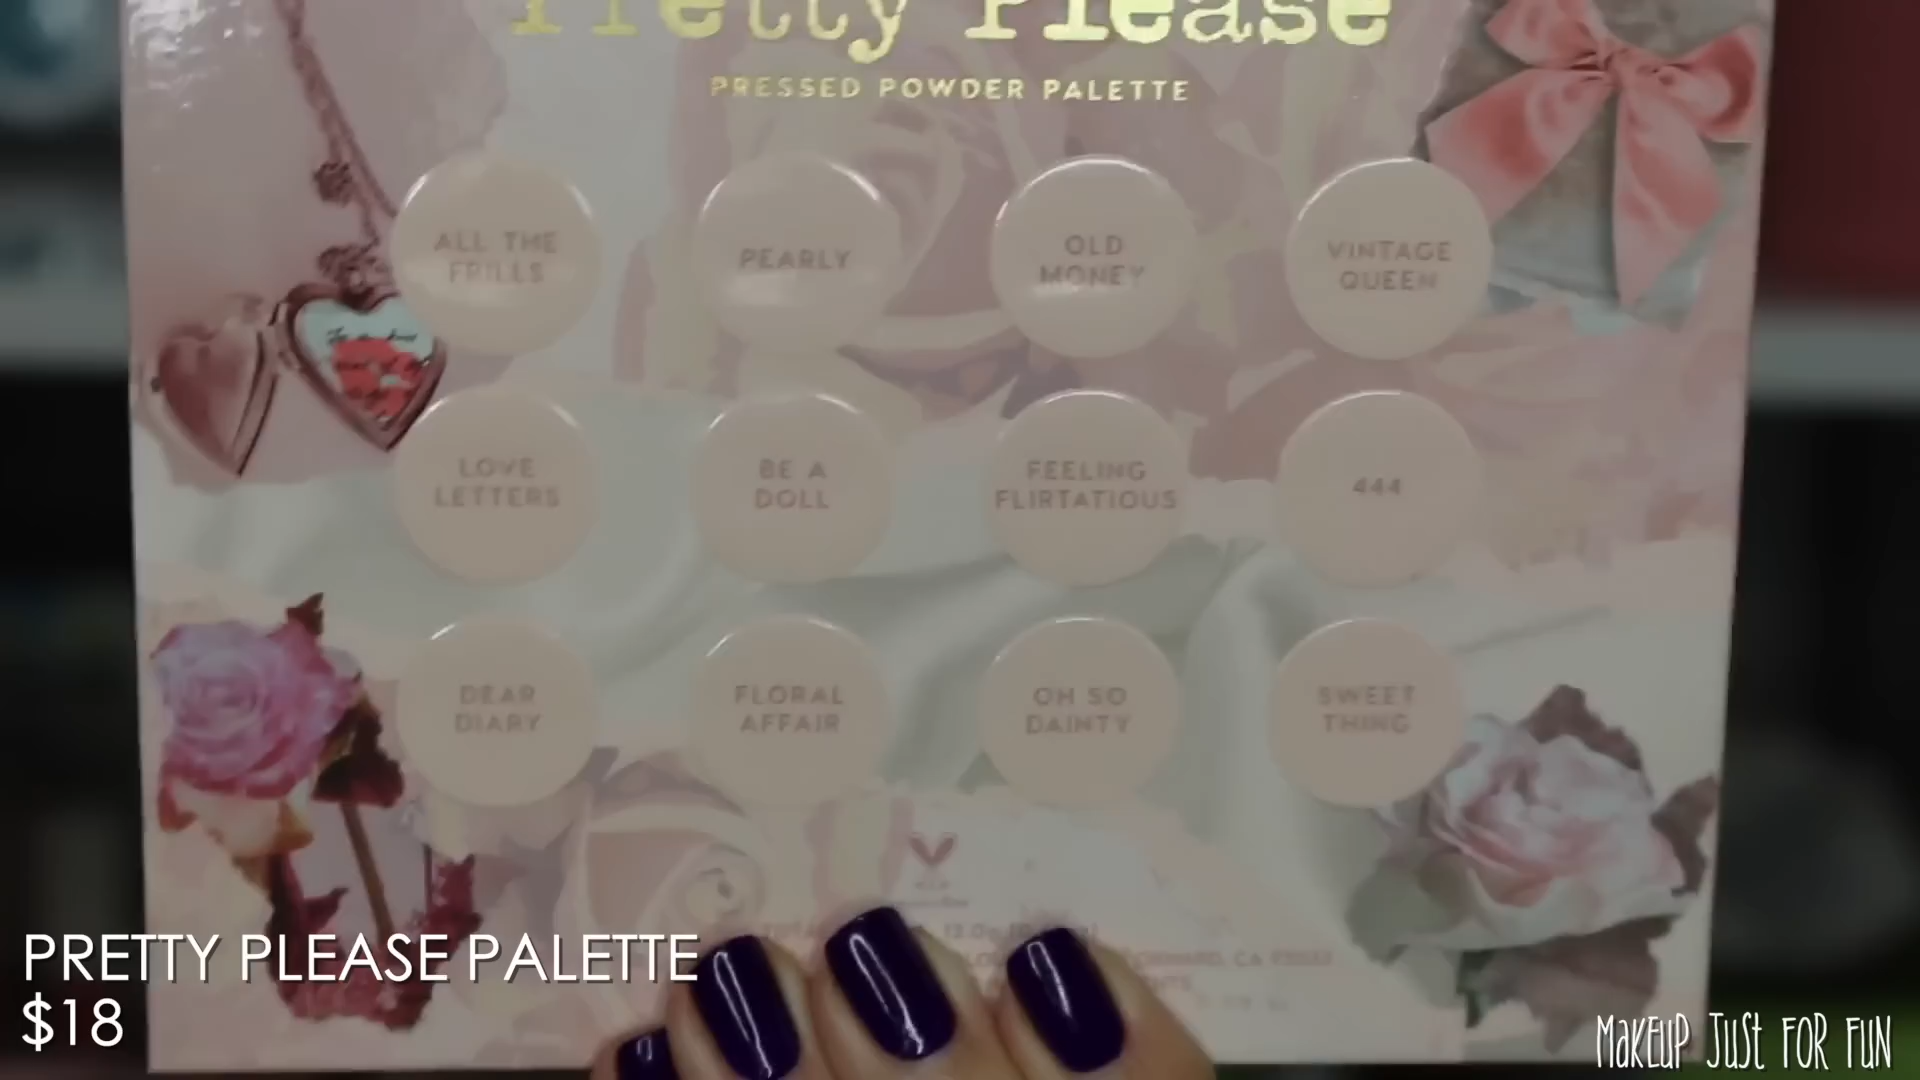 Pretty Please
PRESSED POWDER PALETTE
ALL THE
FRILLS
PEARLY
OLD
MONEY
VINTAGE
QUEEN
LOVE
LETTERS
BE A
DOLL
FEELING
FLIRTATIOUS
444
DEAR
DIARY
FLORAL
AFFAIR
OH SO
DAINTY
SWEET
THING
PRETTY PLEASE PALETTE
$18
MAKEUP JUST FOR FUN